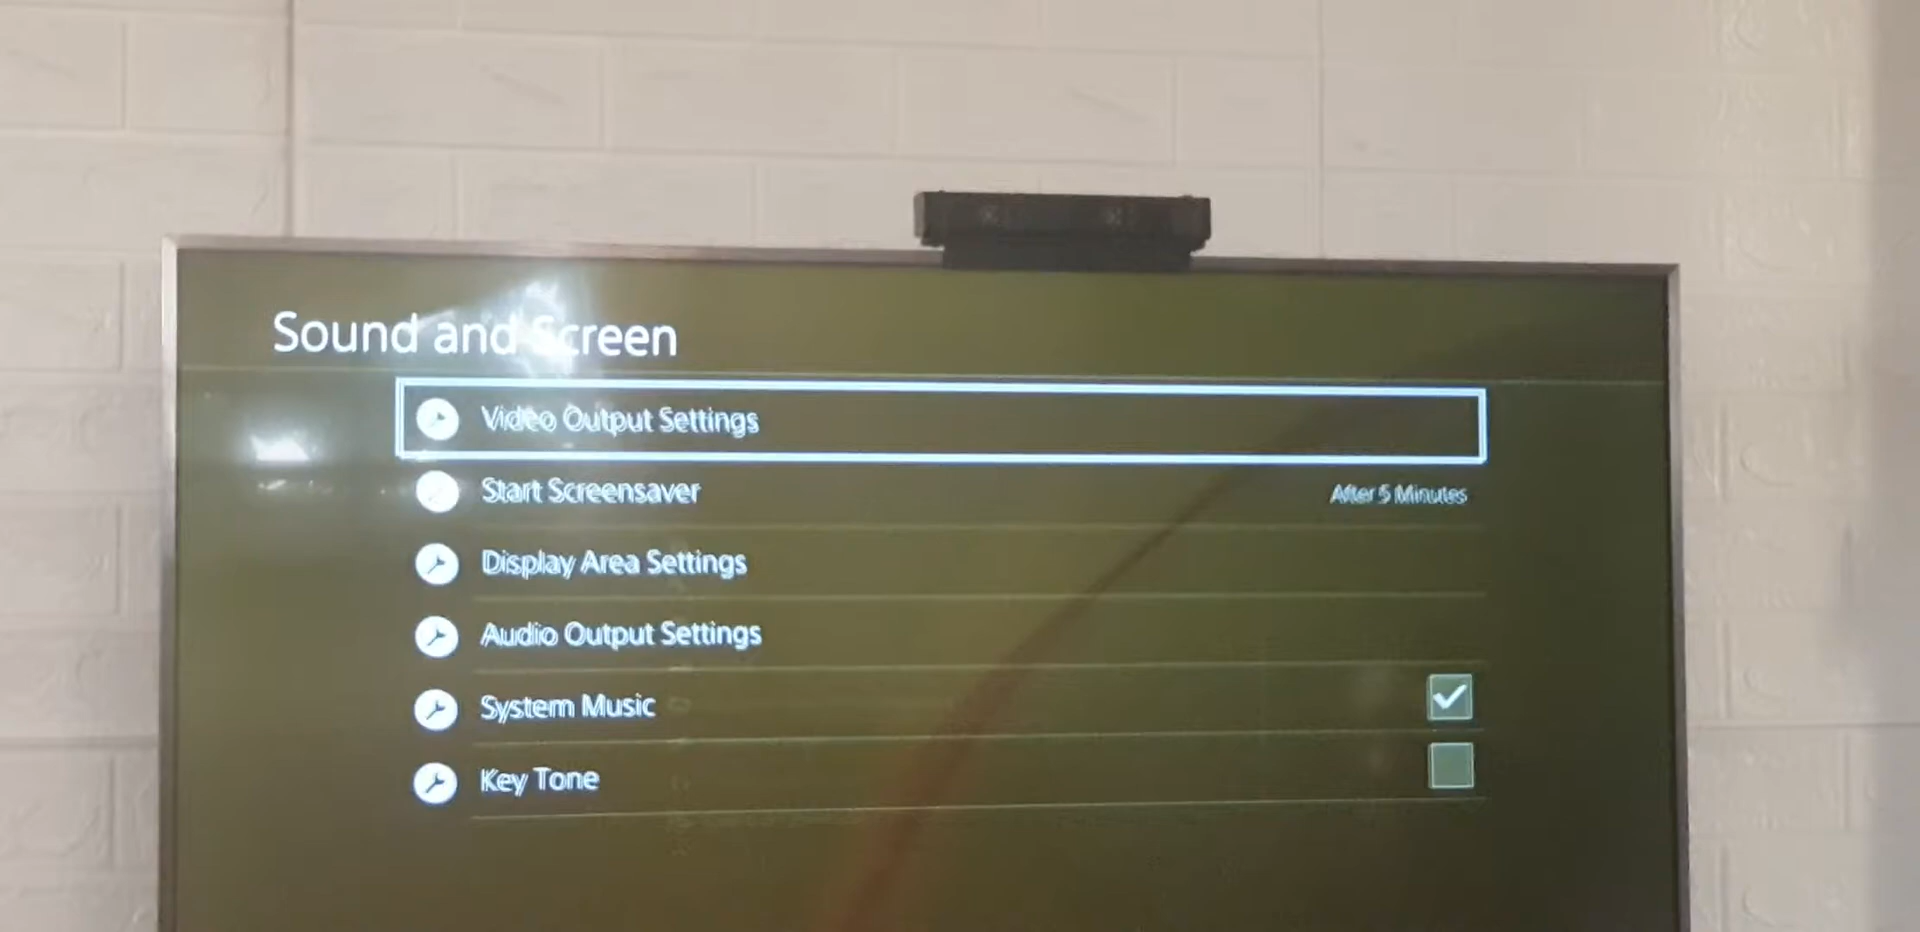 Sound and Screen
Video Output Settings
Start Screensaver After 5 Minutes
Display Area Settings
Audio Output Settings
System Music
Key Tone